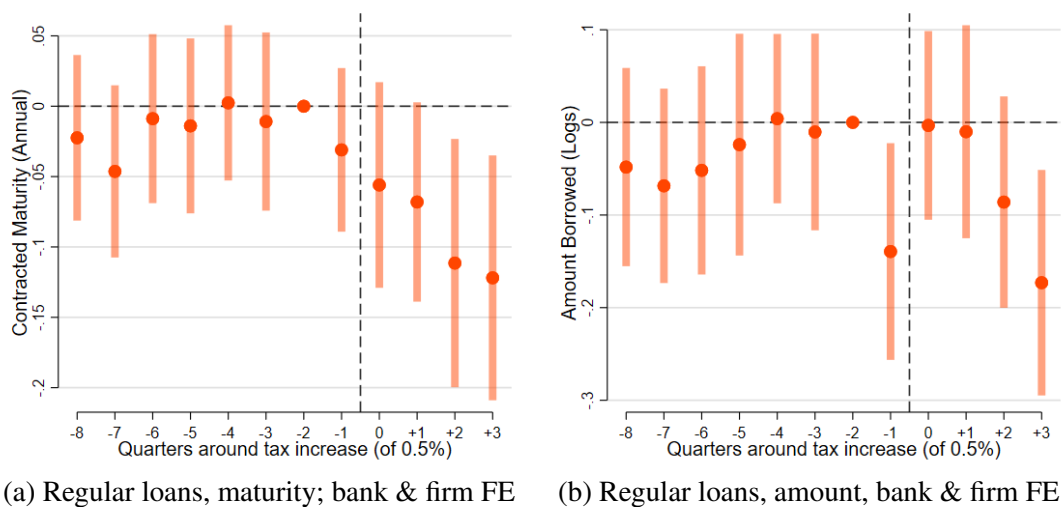 Contracted Maturity (Annual)
.05
0
-.05
-.1
-.15
-.2
-8 -7 -6 -5 -4 -3 -2 -1 0 +1 +2 +3
Quarters around tax increase (of 0.5%)
(a) Regular loans, maturity; bank & firm FE
Amount Borrowed (Logs)
.1
0
-.1
-.2
-.3
-8 -7 -6 -5 -4 -3 -2 -1 0 +1 +2 +3
Quarters around tax increase (of 0.5%)
(b) Regular loans, amount, bank & firm FE